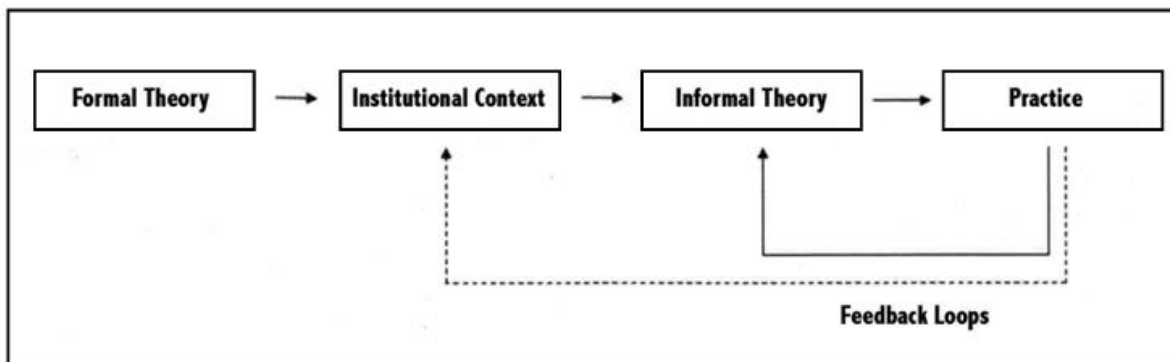 Formal Theory
Institutional Context
Informal Theory
Practice
Feedback Loops